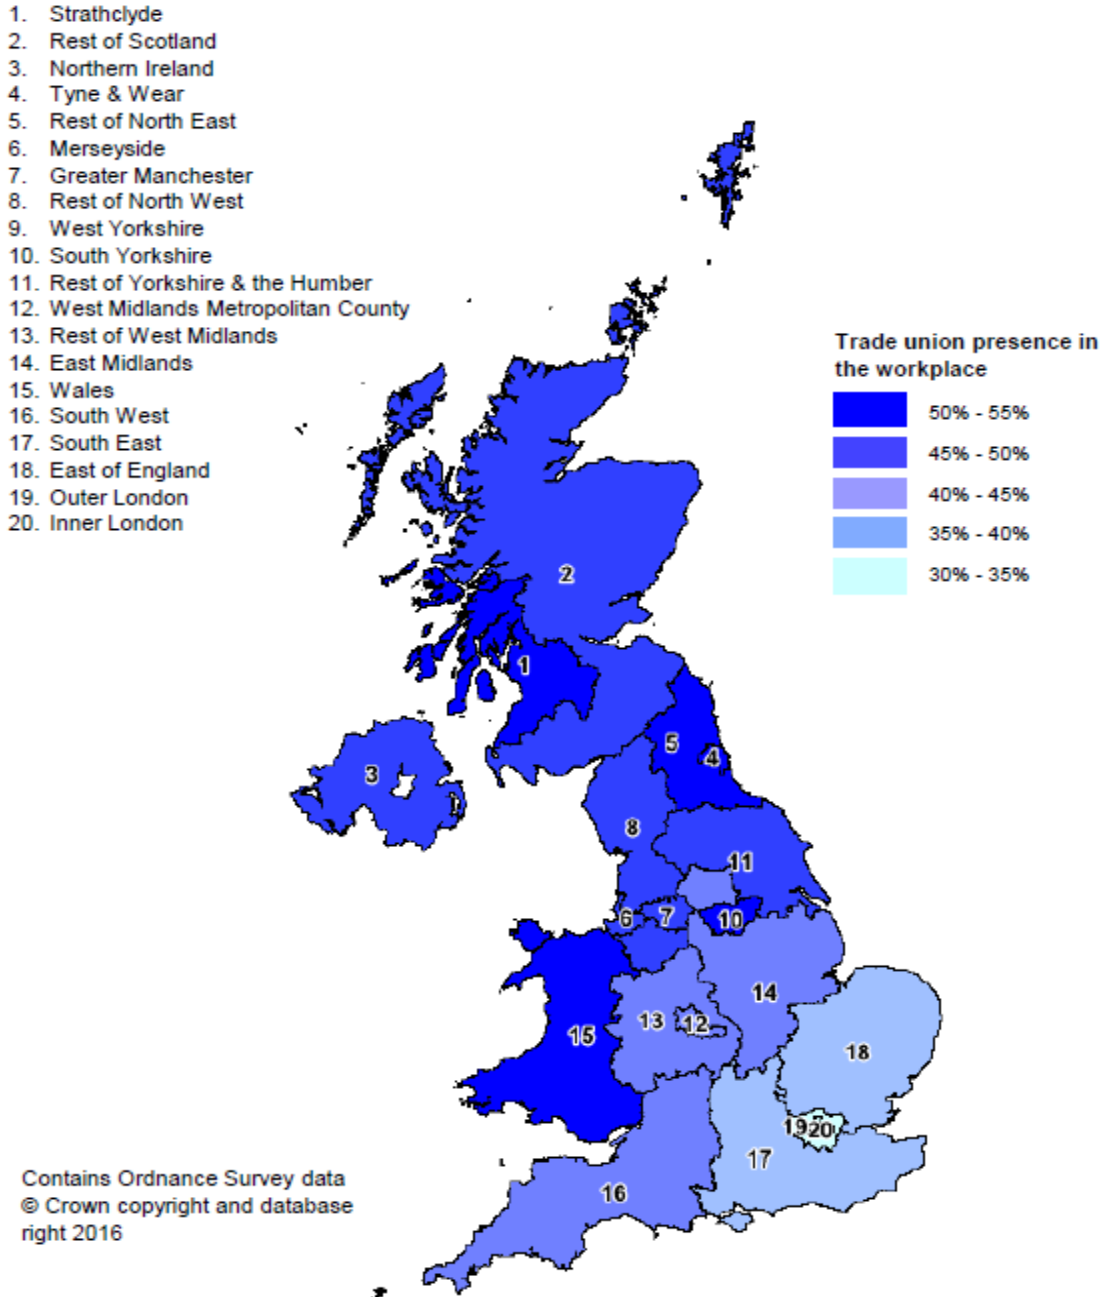 1. Strathclyde
2. Rest of Scotland
3. Northern Ireland
4. Tyne & Wear
5. Rest of North East
6. Merseyside
7. Greater Manchester
8. Rest of North West
9. West Yorkshire
10. South Yorkshire
11. Rest of Yorkshire & the Humber
12. West Midlands Metropolitan County
13. Rest of West Midlands
14. East Midlands
15. Wales
16. South West
17. South East
18. East of England
19. Outer London
20. Inner London
Trade union presence in
the workplace
50% - 55%
45% - 50%
40% - 45%
35% - 40%
30% - 35%
2
1
5
4
3
8
11
6
7
10
14
13
12
15
18
19
20
17
16
Contains Ordnance Survey data
© Crown copyright and database
right 2016